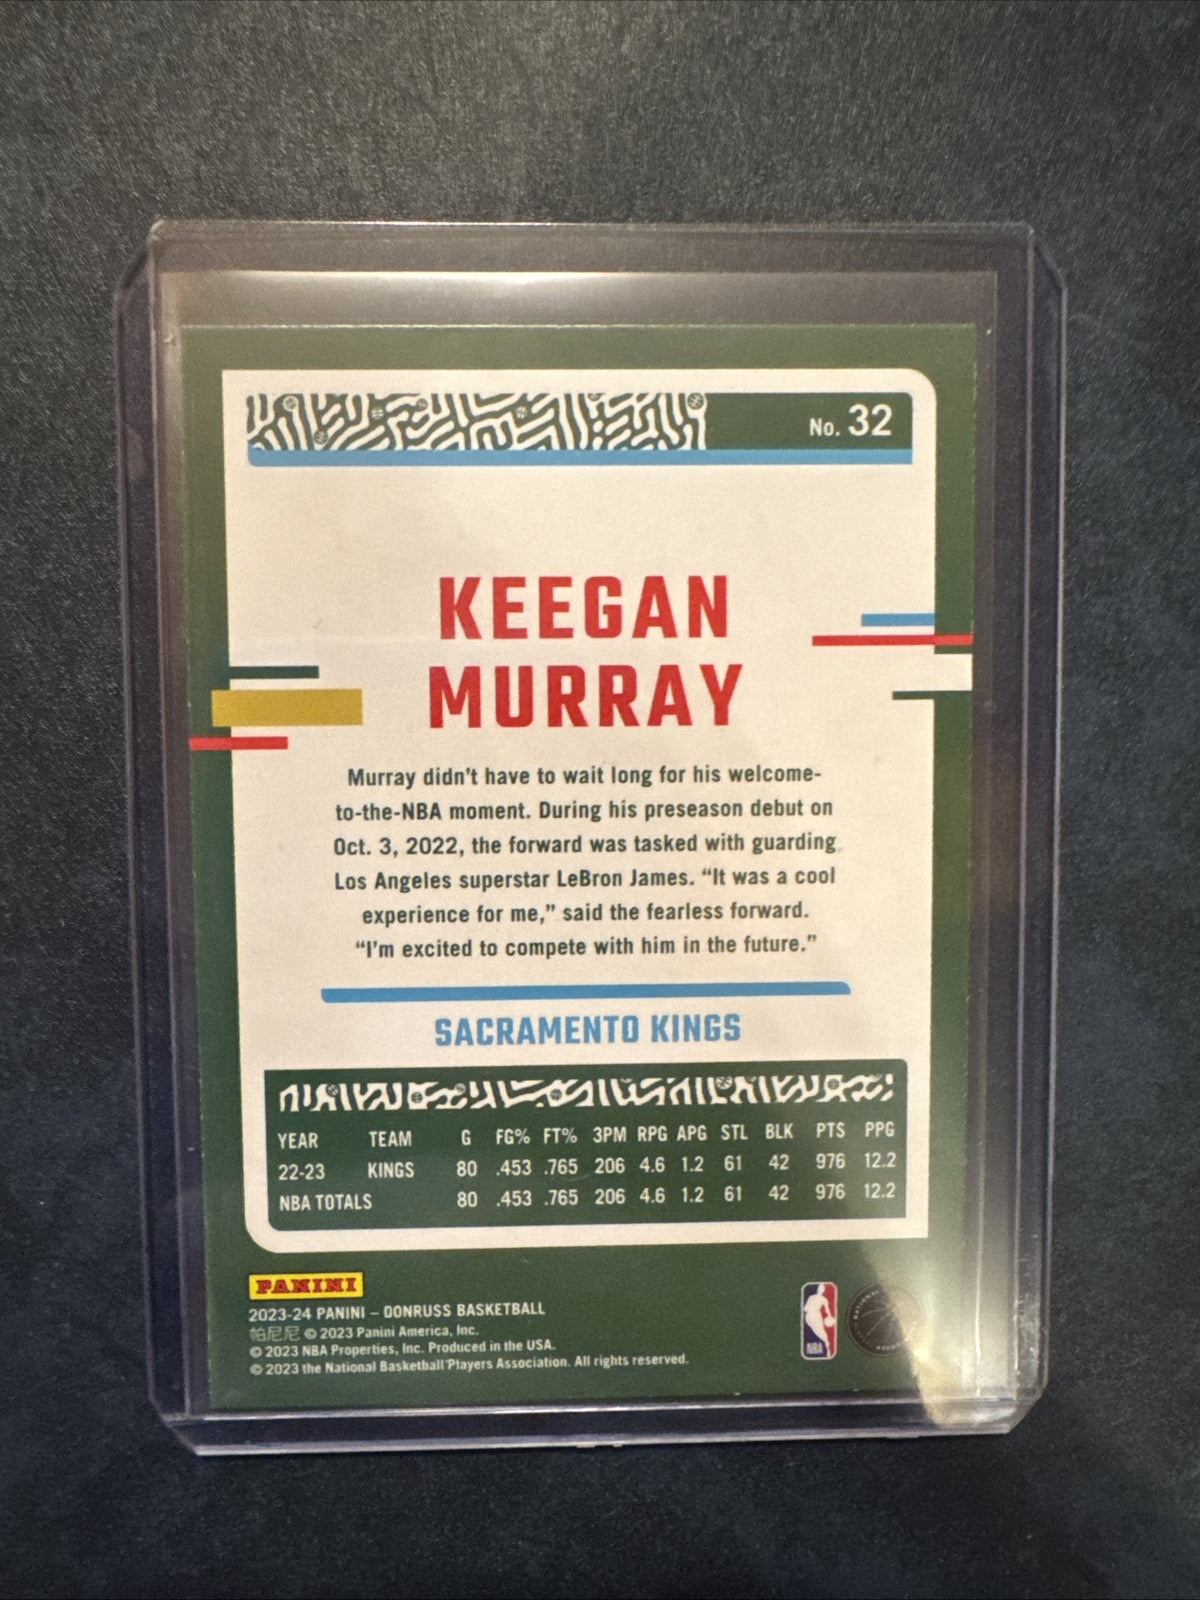 No. 32
KEEGAN
MURRAY
Murray didn't have to wait long for his welcome-
to-the-NBA moment. During his preseason debut on
Oct. 3, 2022, the forward was tasked with guarding
Los Angeles superstar LeBron James. “It was a cool
experience for me,” said the fearless forward.
“I'm excited to compete with him in the future.”
SACRAMENTO KINGS
YEAR TEAM G FG% FT% 3PM RPG APG STL BLK PTS PPG
22-23 KINGS 80 .453 .765 206 4.6 1.2 61 42 976 12.2
NBA TOTALS 80 .453 .765 206 4.6 1.2 61 42 976 12.2
PANINI
2023-24 PANINI – DONRUSS BASKETBALL
帕尼尼 © 2023 Panini America, Inc.
© 2023 NBA Properties, Inc. Produced in the USA.
© 2023 the National Basketball Players Association. All rights reserved.
NBA